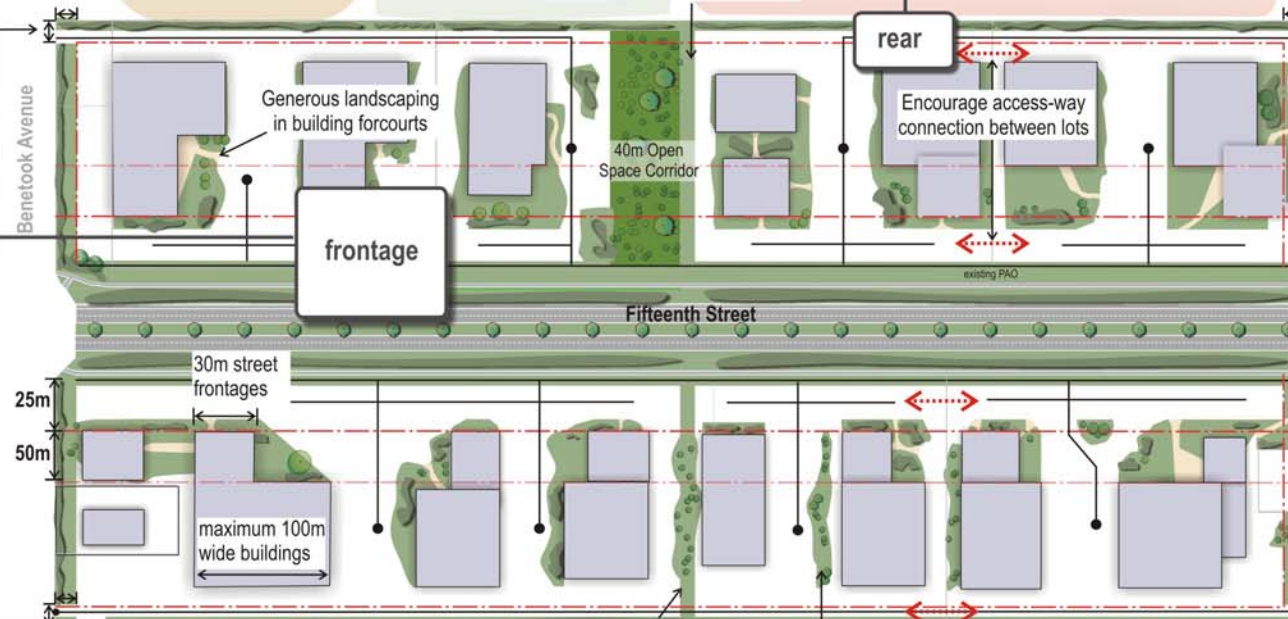 rear
Benetook Avenue
Generous landscaping
in building forcourts
40m Open
Space Corridor
Encourage access-way
connection between lots
frontage
existing PAO
Fifteenth Street
30m street
frontages
25m
50m
maximum 100m
wide buildings